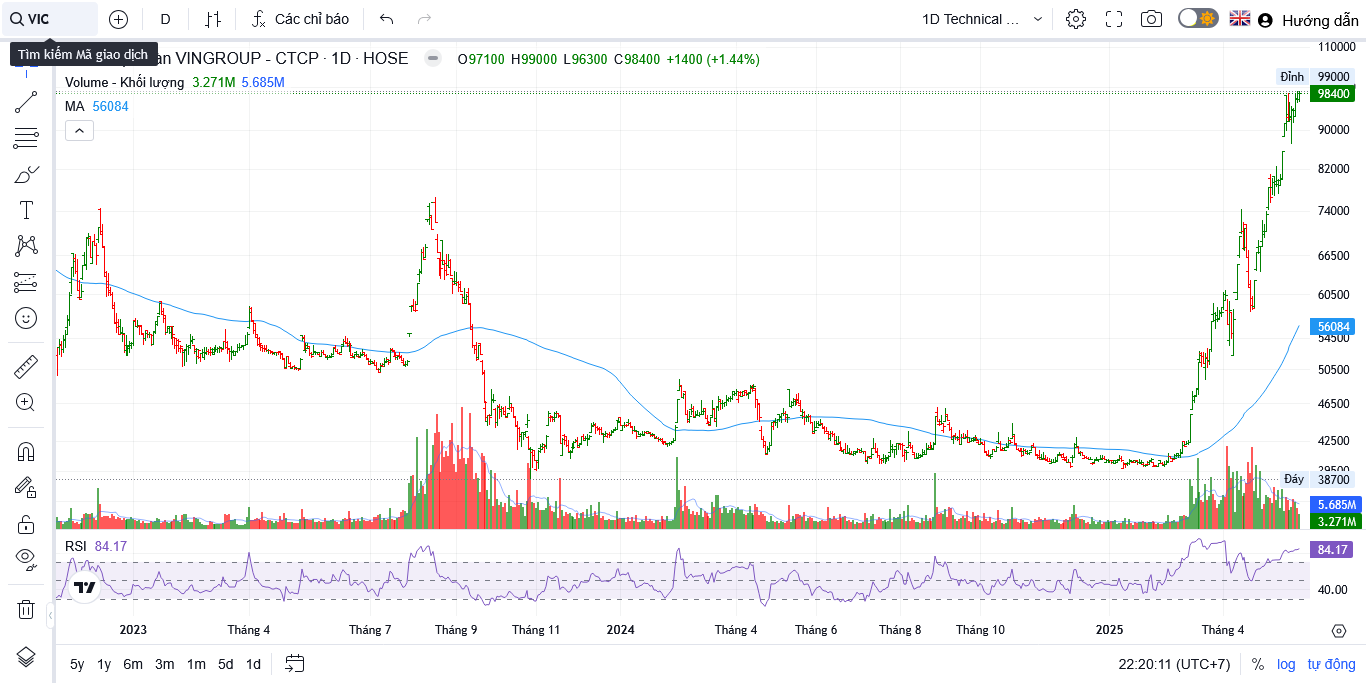 VIC
D
Các chỉ báo
1D Technical ...
Hướng dẫn
Tìm kiếm Mã giao dịch
an VINGROUP - CTCP · 1D · HOSE
O97100 H99000 L96300 C98400 +1400 (+1.44%)
Volume - Khối lượng 3.271M 5.685M
MA 56084
110000
Đỉnh 99000
98400
90000
82000
74000
66500
60500
56084
54500
50500
46500
42500
39500
Đáy 38700
5.685M
3.271M
RSI 84.17
84.17
40.00
2023 Tháng 4 Tháng 7 Tháng 9 Tháng 11 2024 Tháng 4 Tháng 6 Tháng 8 Tháng 10 2025 Tháng 4
5y 1y 6m 3m 1m 5d 1d
22:20:11 (UTC+7) % log tự động